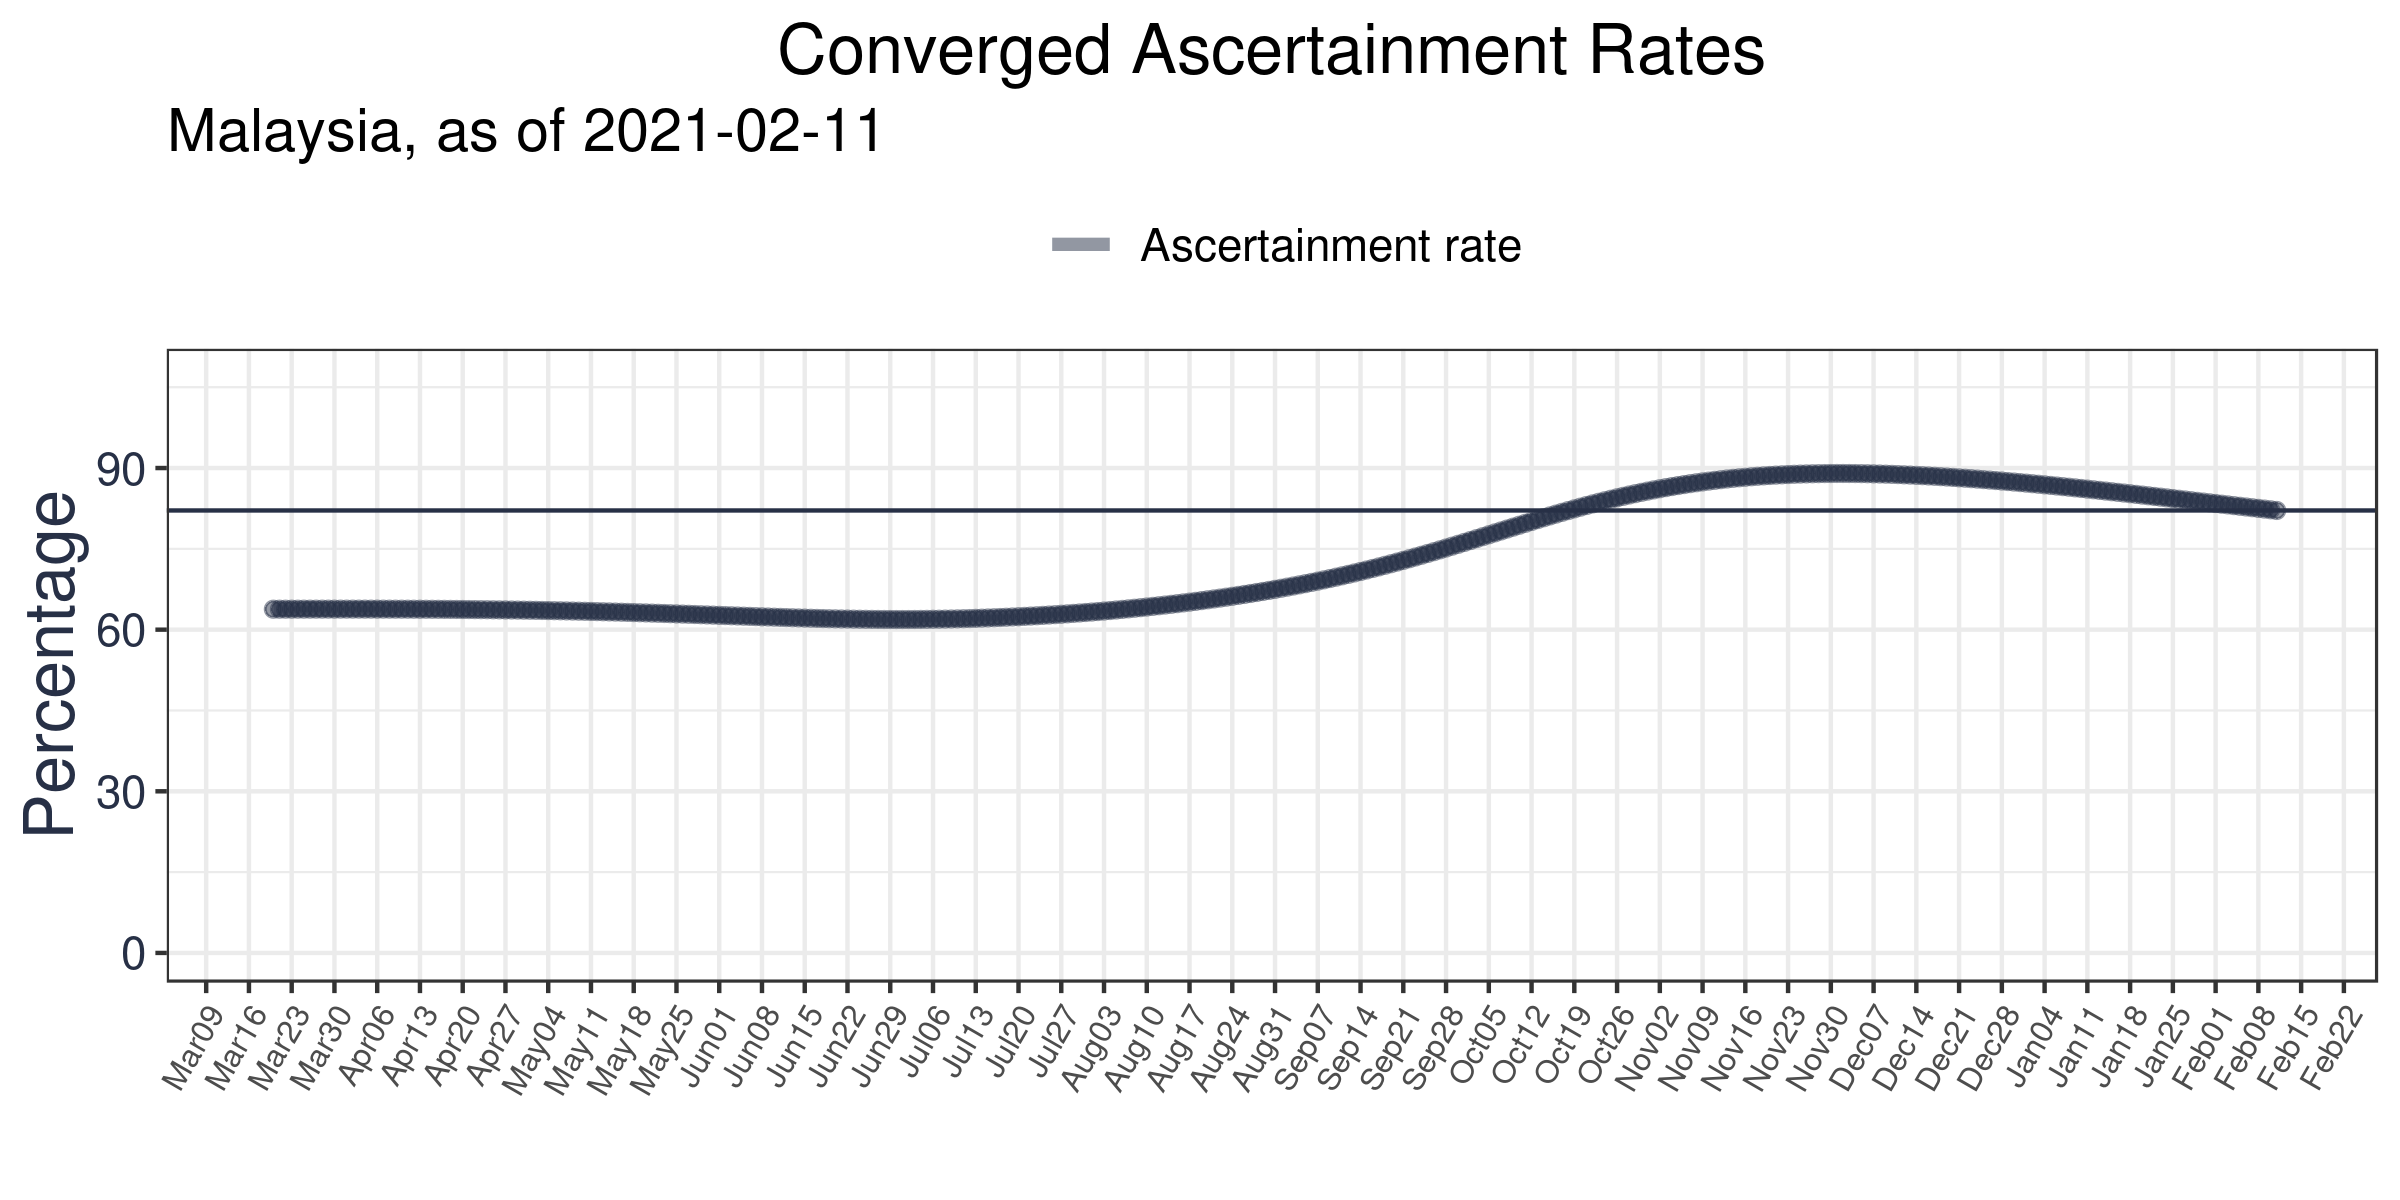 Converged Ascertainment Rates
Malaysia, as of 2021-02-11
Ascertainment rate
Percentage
90
60
30
0
Mar09
Mar16
Mar23
Mar30
Apr06
Apr13
Apr20
Apr27
May04
May11
May18
May25
Jun01
Jun08
Jun15
Jun22
Jun29
Jul06
Jul13
Jul20
Jul27
Aug03
Aug10
Aug17
Aug24
Aug31
Sep07
Sep14
Sep21
Sep28
Oct05
Oct12
Oct19
Oct26
Nov02
Nov09
Nov16
Nov23
Nov30
Dec07
Dec14
Dec21
Dec28
Jan04
Jan11
Jan18
Jan25
Feb01
Feb08
Feb15
Feb22